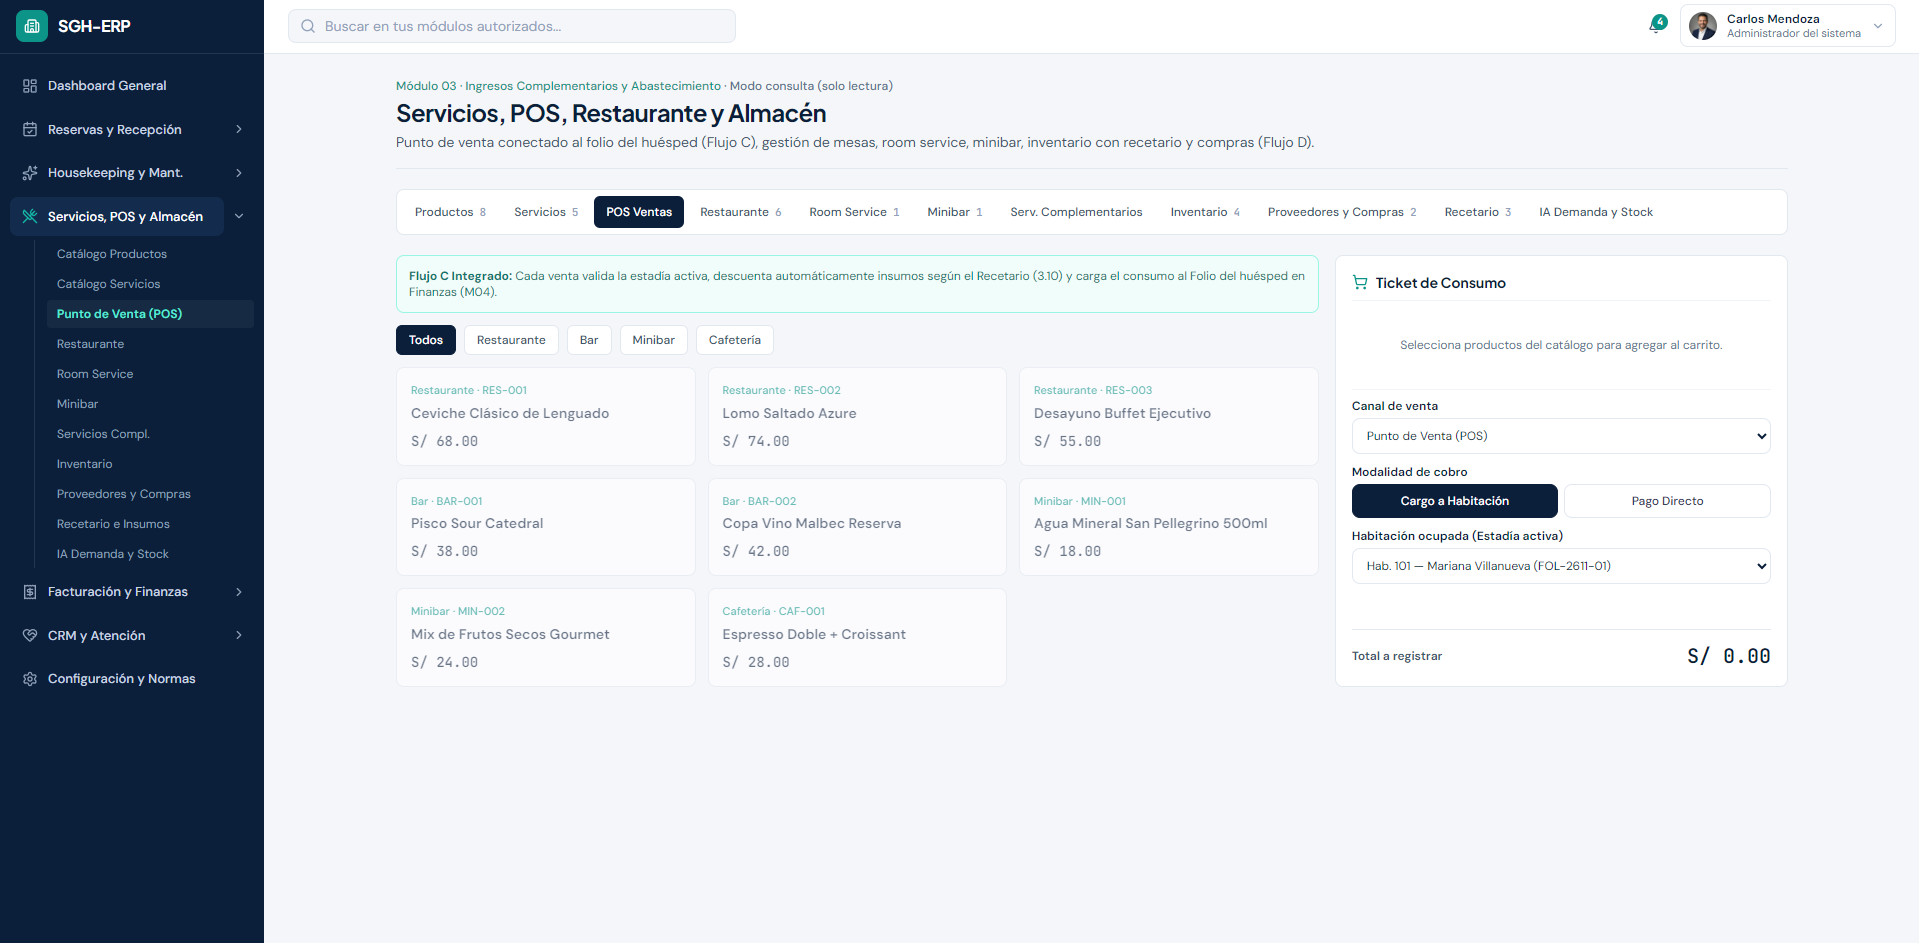 SGH-ERP
Buscar en tus módulos autorizados...
4
Carlos Mendoza
Administrador del sistema
Dashboard General
Reservas y Recepción
Housekeeping y Mant.
Servicios, POS y Almacén
Catálogo Productos
Catálogo Servicios
Punto de Venta (POS)
Restaurante
Room Service
Minibar
Servicios Compl.
Inventario
Proveedores y Compras
Recetario e Insumos
IA Demanda y Stock
Facturación y Finanzas
CRM y Atención
Configuración y Normas
Módulo 03 · Ingresos Complementarios y Abastecimiento · Modo consulta (solo lectura)
Servicios, POS, Restaurante y Almacén
Punto de venta conectado al folio del huésped (Flujo C), gestión de mesas, room service, minibar, inventario con recetario y compras (Flujo D).
Productos 8 Servicios 5 POS Ventas Restaurante 6 Room Service 1 Minibar 1 Serv. Complementarios Inventario 4 Proveedores y Compras 2 Recetario 3 IA Demanda y Stock
Flujo C Integrado: Cada venta valida la estadía activa, descuenta automáticamente insumos según el Recetario (3.10) y carga el consumo al Folio del huésped en
Finanzas (M04).
Todos Restaurante Bar Minibar Cafetería
Restaurante · RES-001
Ceviche Clásico de Lenguado
S/ 68.00
Restaurante · RES-002
Lomo Saltado Azure
S/ 74.00
Restaurante · RES-003
Desayuno Buffet Ejecutivo
S/ 55.00
Bar · BAR-001
Pisco Sour Catedral
S/ 38.00
Bar · BAR-002
Copa Vino Malbec Reserva
S/ 42.00
Minibar · MIN-001
Agua Mineral San Pellegrino 500ml
S/ 18.00
Minibar · MIN-002
Mix de Frutos Secos Gourmet
S/ 24.00
Cafetería · CAF-001
Espresso Doble + Croissant
S/ 28.00
Ticket de Consumo
Selecciona productos del catálogo para agregar al carrito.
Canal de venta
Punto de Venta (POS)
Modalidad de cobro
Cargo a Habitación Pago Directo
Habitación ocupada (Estadía activa)
Hab. 101 — Mariana Villanueva (FOL-2611-01)
Total a registrar S/ 0.00